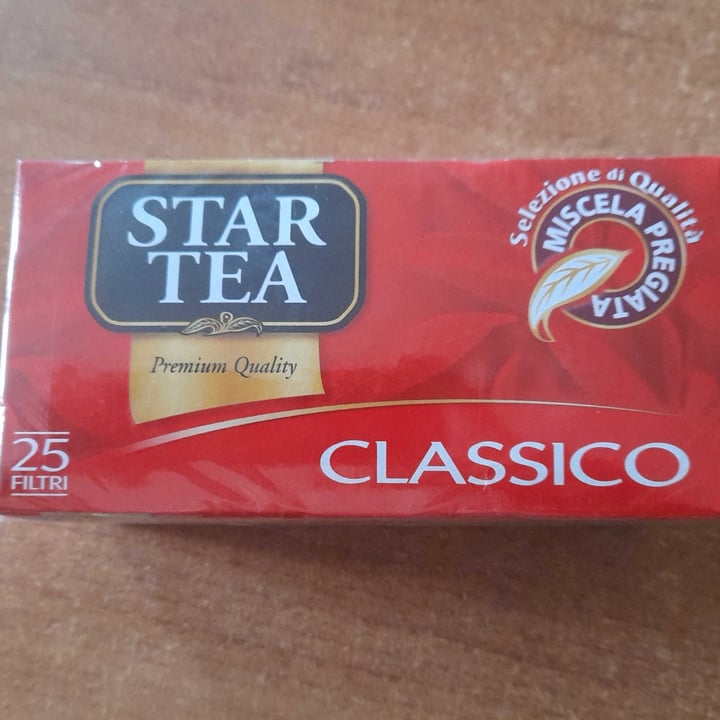 STAR
TEA
Premium Quality
Selezione di Qualità
MISCELA PREGIATA
25
FILTRI
CLASSICO